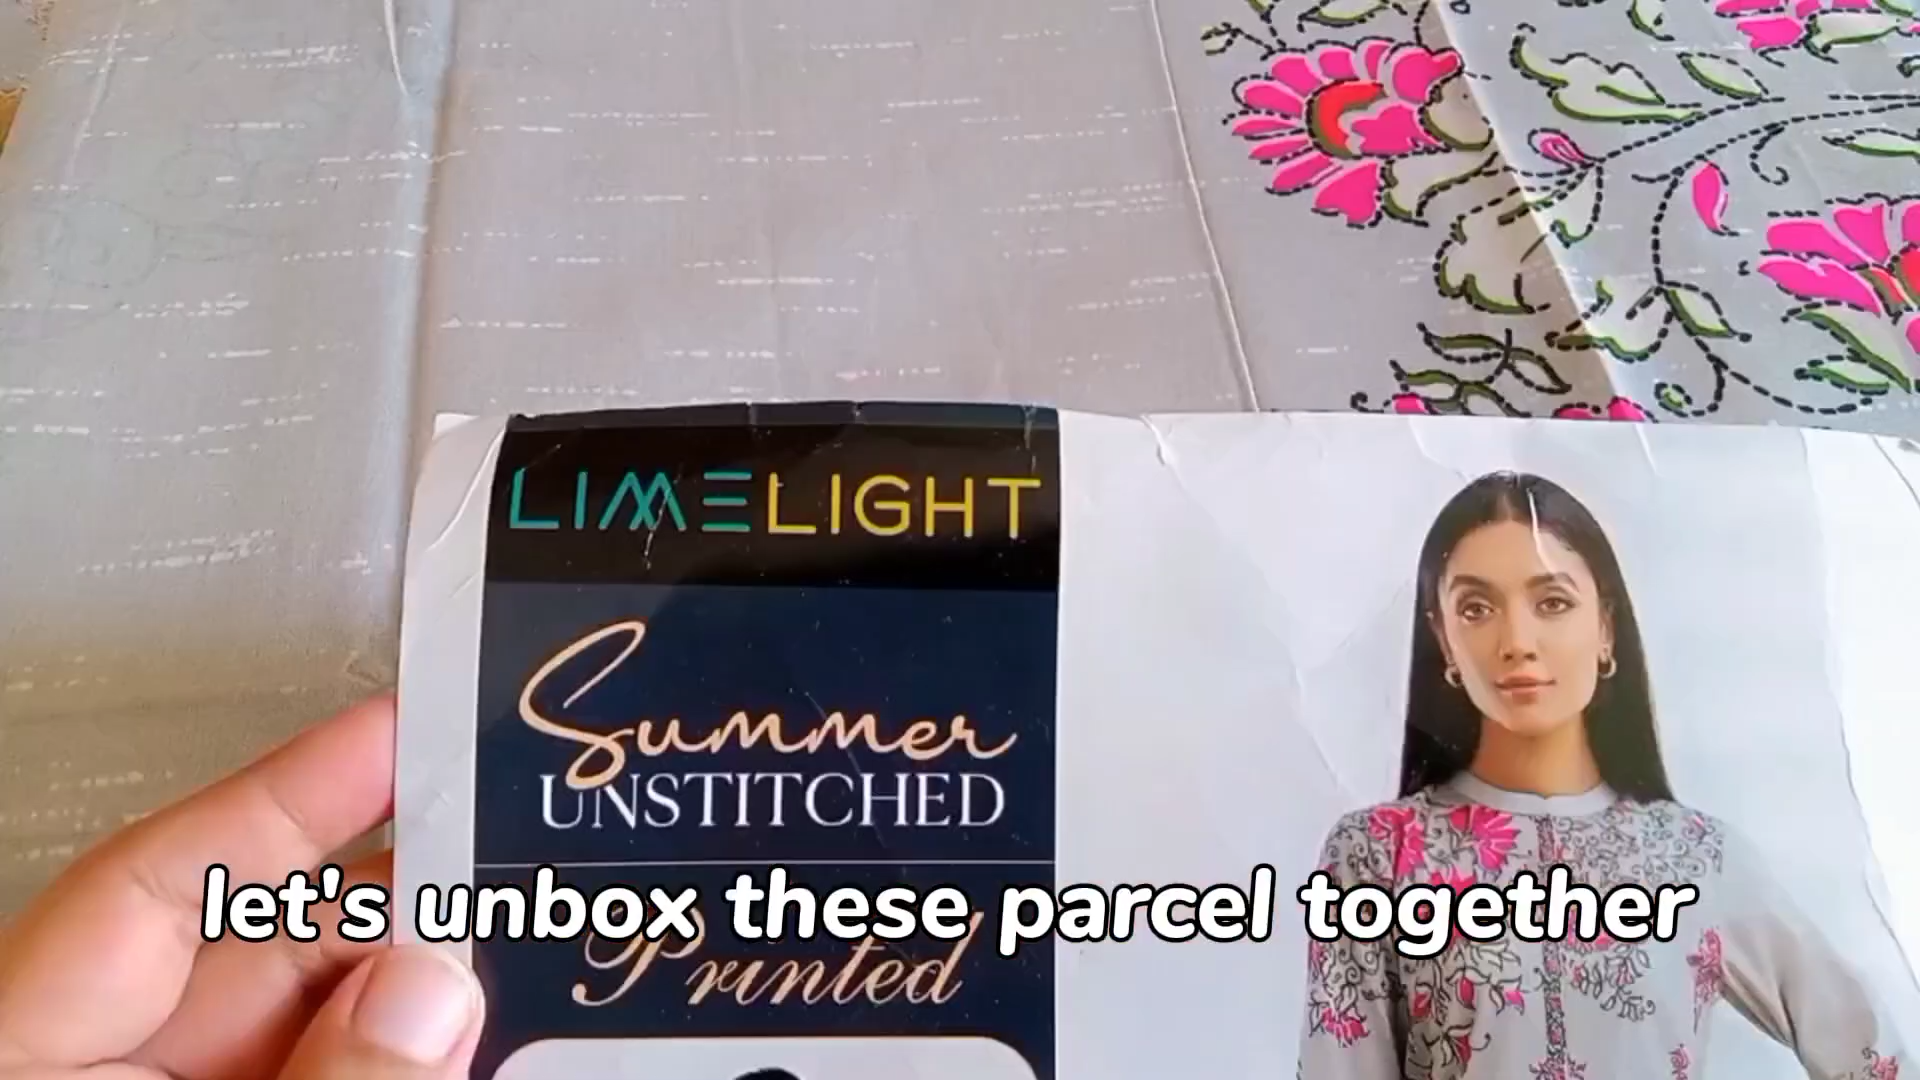 LIMELIGHT
Summer
UNSTITCHED
let's unbox these parcel together
Printed